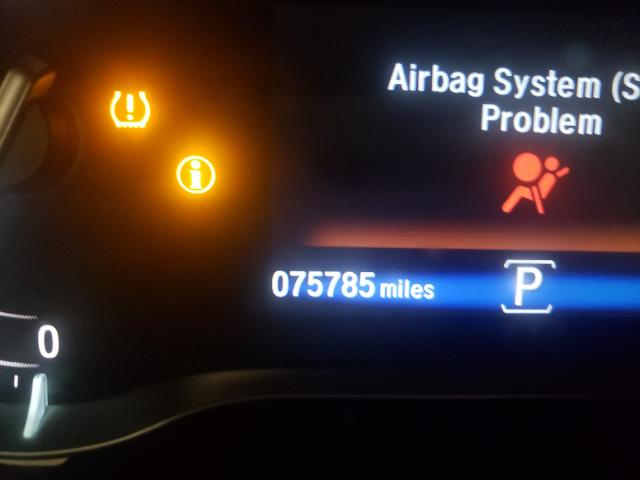 Airbag System (S
Problem
075785 miles
P
0